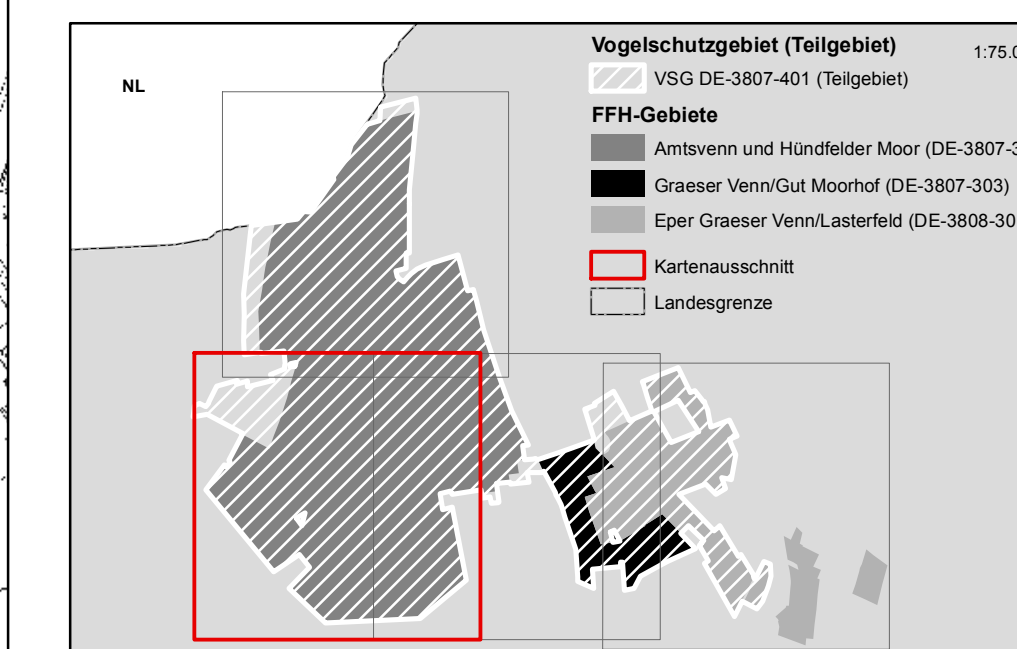 Vogelschutzgebiet (Teilgebiet)
1:75.0
NL
VSG DE-3807-401 (Teilgebiet)
FFH-Gebiete
Amtsvenn und Hündfelder Moor (DE-3807-3
Graeser Venn/Gut Moorhof (DE-3807-303)
Eper Graeser Venn/Lasterfeld (DE-3808-30
Kartenausschnitt
Landesgrenze